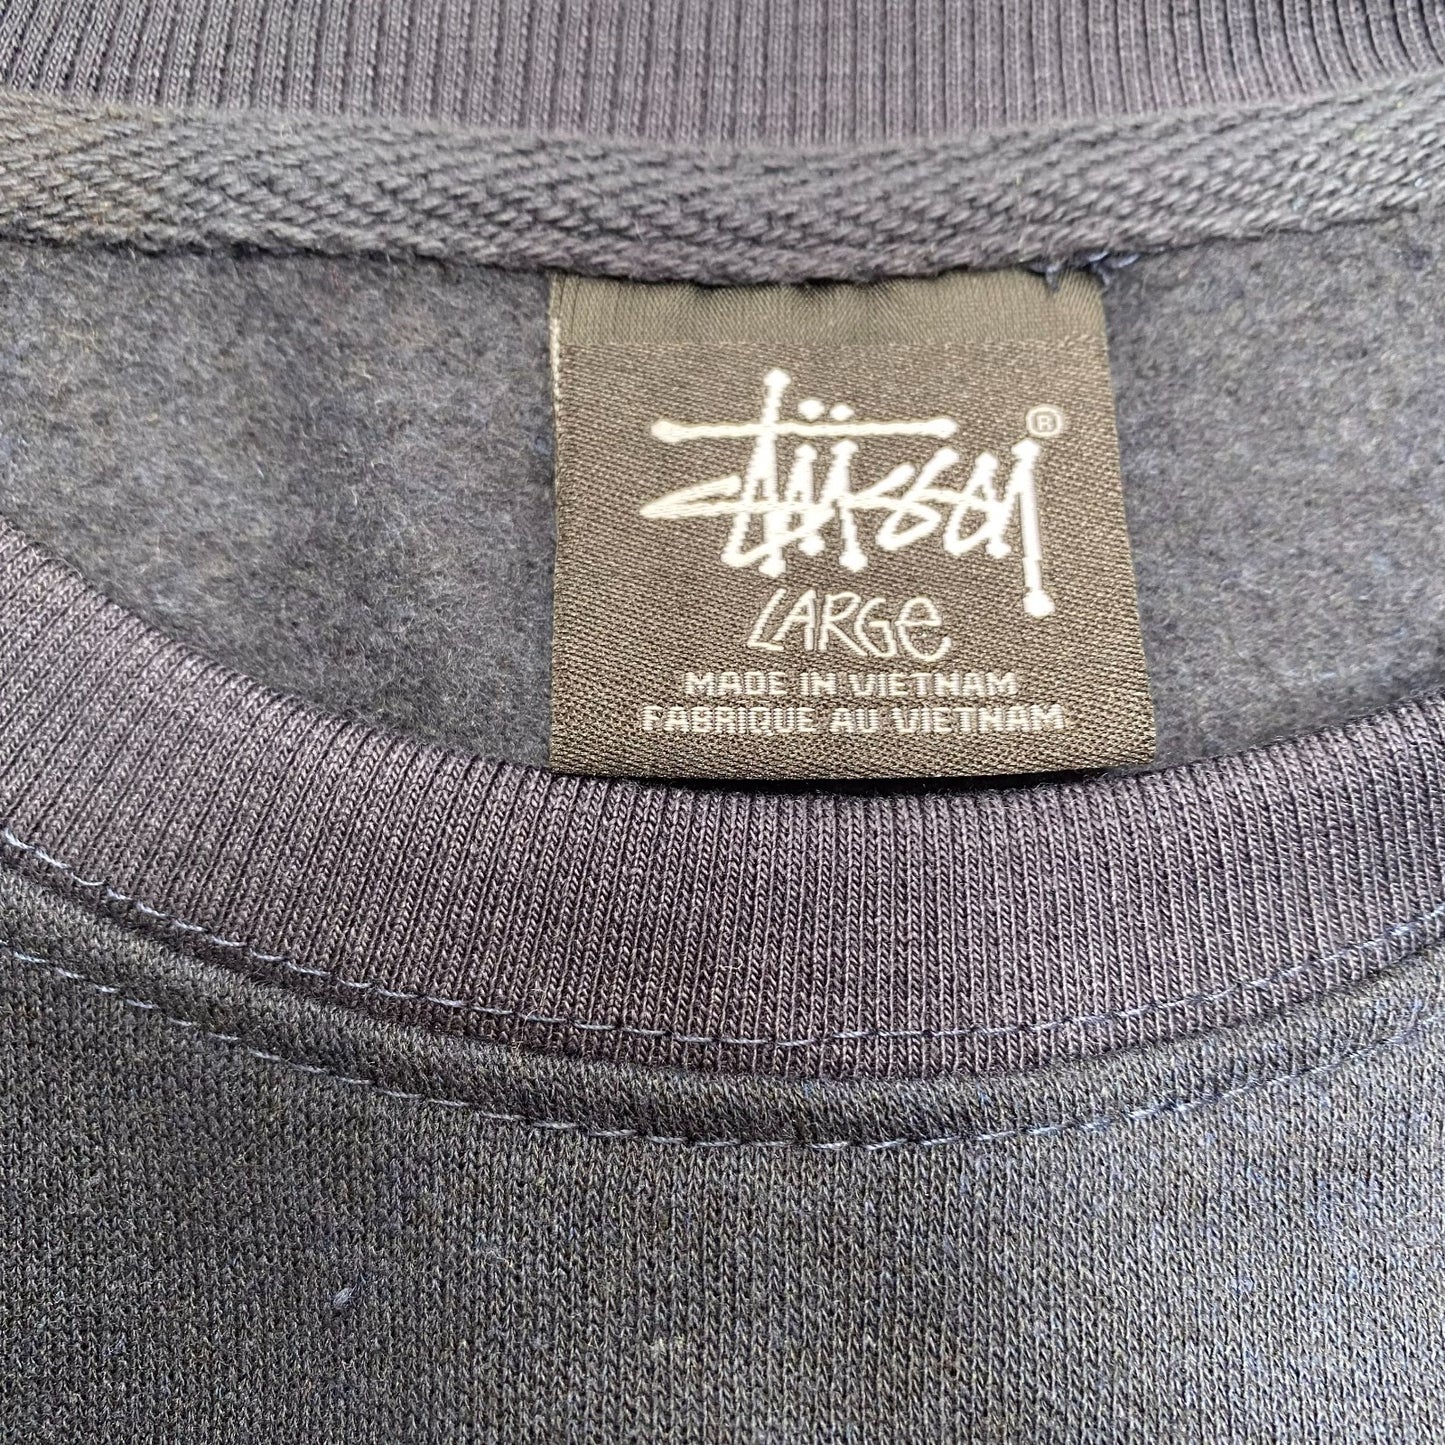 Stüssy®
LARGe
MADE IN VIETNAM
FABRIQUE AU VIETNAM